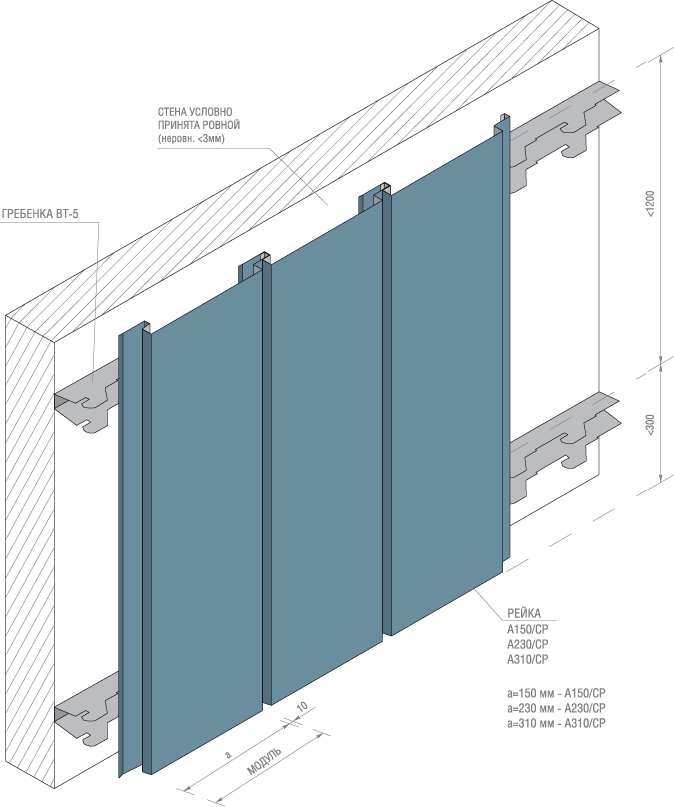 СТЕНА УСЛОВНО
ПРИНЯТА РОВНОЙ
(неровн. <3мм)
ГРЕБЕНКА ВТ-5
<1200
<300
РЕЙКА
А150/СР
А230/СР
А310/СР
а=150 мм - А150/СР
а=230 мм - А230/СР
а=310 мм - А310/СР
10
а
МОДУЛЬ